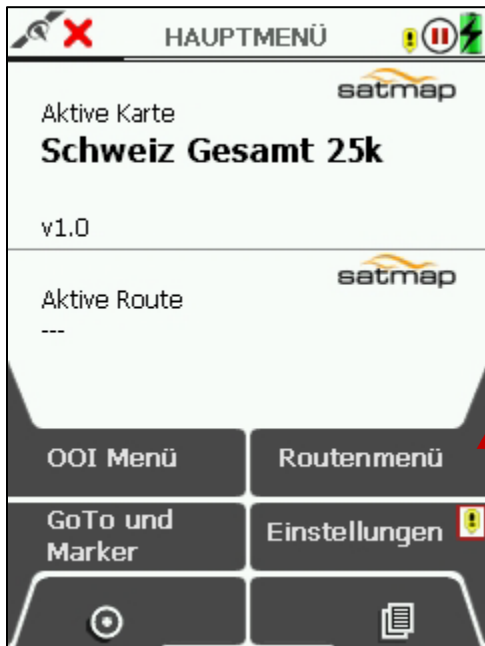 HAUPTMENÜ
satmap
Aktive Karte
Schweiz Gesamt 25k
v1.0
satmap
Aktive Route
---
OOI Menü
Routenmenü
GoTo und
Marker
Einstellungen